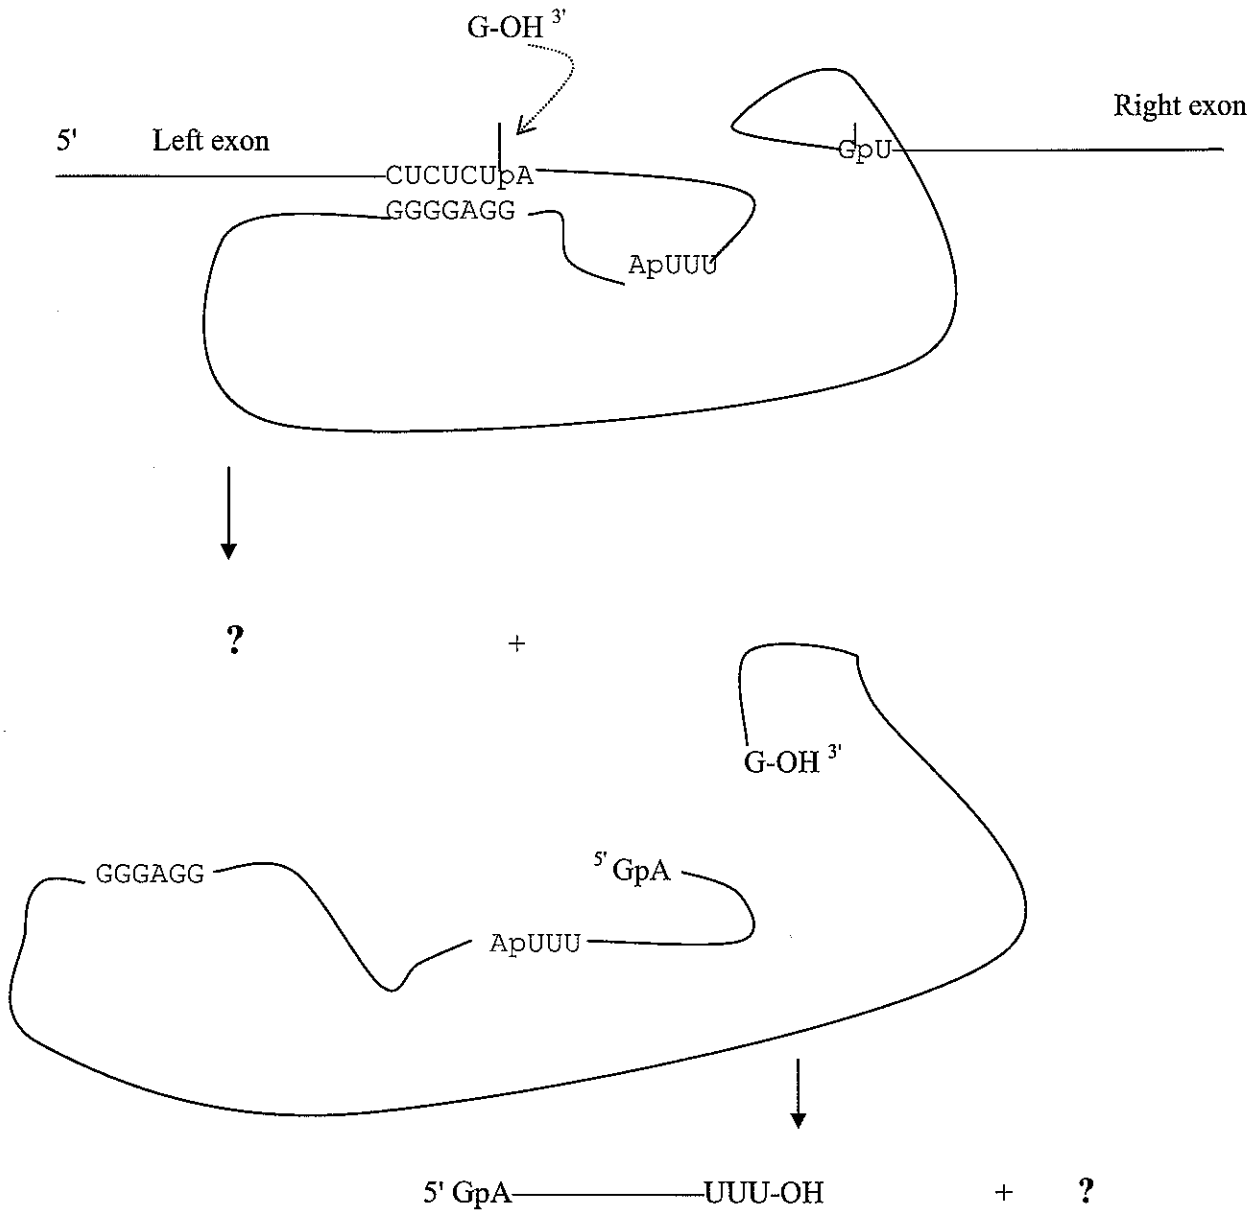 G-OH 3'
5' Left exon
Right exon
GpU
CUCUCUpA
GGGGAGG
ApUUU
?
+
G-OH 3'
5' GpA
GGGAGG
ApUUU
5' GpA UUU-OH + ?